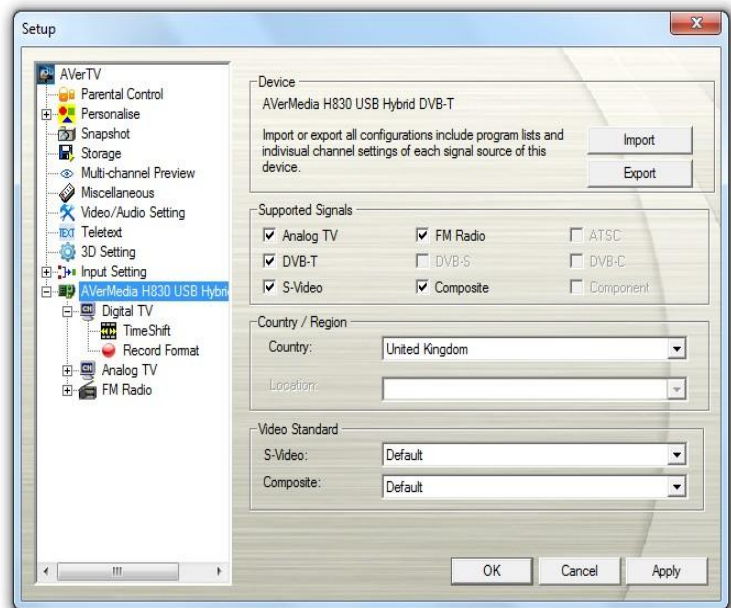 Setup
AVerTV
Parental Control
Personalise
Snapshot
Storage
Multi-channel Preview
Miscellaneous
Video/Audio Setting
TEXT Teletext
3D Setting
Input Setting
AVerMedia H830 USB Hybri
CH Digital TV
TimeShift
Record Format
CH Analog TV
FM Radio
Device
AVerMedia H830 USB Hybrid DVB-T
Import or export all configurations include program lists and
indivisual channel settings of each signal source of this
device.
Import
Export
Supported Signals
Analog TV FM Radio ATSC
DVB-T DVB-S DVB-C
S-Video Composite Component
Country / Region
Country: United Kingdom
Location:
Video Standard
S-Video: Default
Composite: Default
OK Cancel Apply